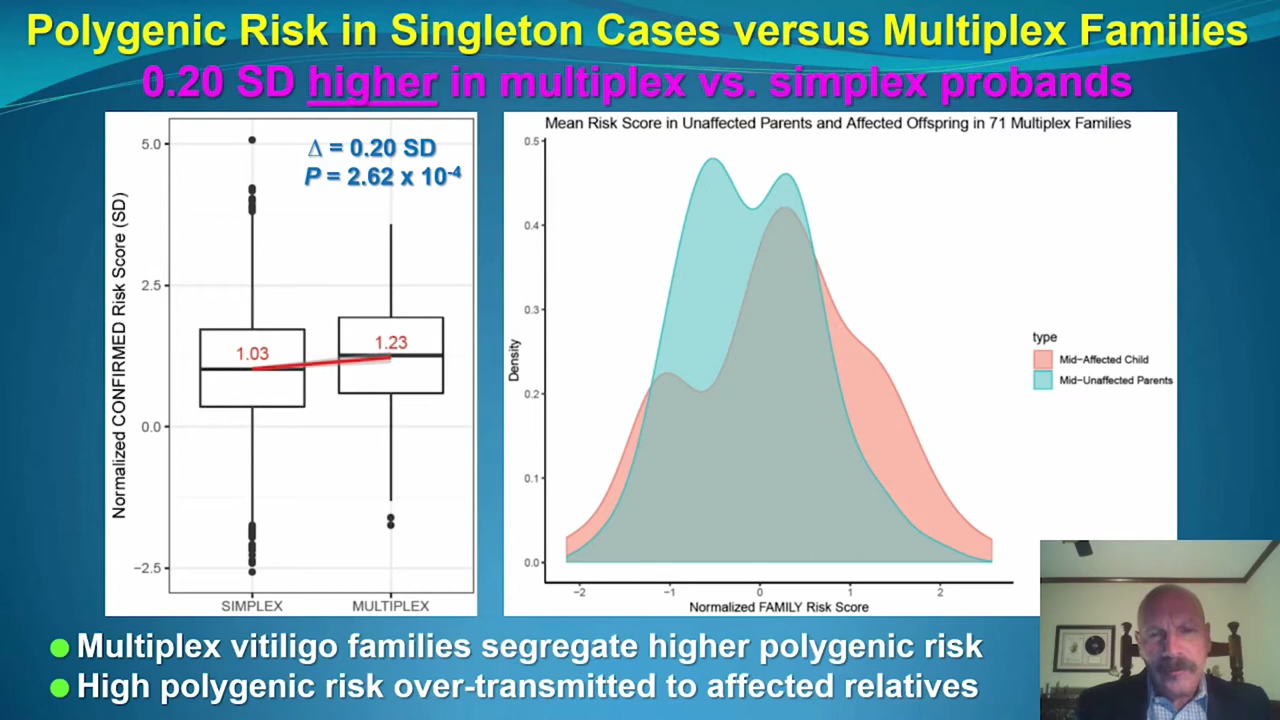 Polygenic Risk in Singleton Cases versus Multiplex Families
0.20 SD higher in multiplex vs. simplex probands
Normalized CONFIRMED Risk Score (SD)
5.0
2.5
0.0
−2.5
Δ = 0.20 SD
P = 2.62 x 10⁻⁴
1.03
1.23
SIMPLEX
MULTIPLEX
Mean Risk Score in Unaffected Parents and Affected Offspring in 71 Multiplex Families
Density
0.5
0.4
0.3
0.2
0.1
0.0
−2
−1
0
1
2
Normalized FAMILY Risk Score
type
Mid−Affected Child
Mid−Unaffected Parents
Multiplex vitiligo families segregate higher polygenic risk
High polygenic risk over-transmitted to affected relatives